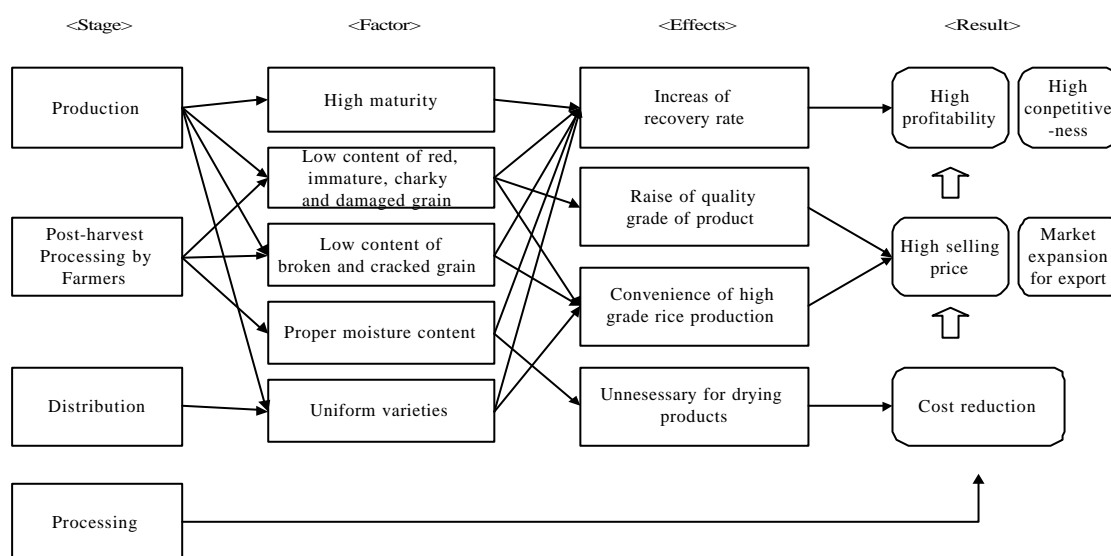 <Stage>
<Factor>
<Effects>
<Result>
Production
High maturity
Increas of
recovery rate
High
profitability
High
conpetitive
-ness
Low content of red,
immature, charky
and damaged grain
Raise of quality
grade of product
Post-harvest
Processing by
Farmers
Low content of
broken and cracked grain
Convenience of high
grade rice production
High selling
price
Market
expansion
for export
Proper moisture content
Distribution
Uniform varieties
Unnesessary for drying
products
Cost reduction
Processing